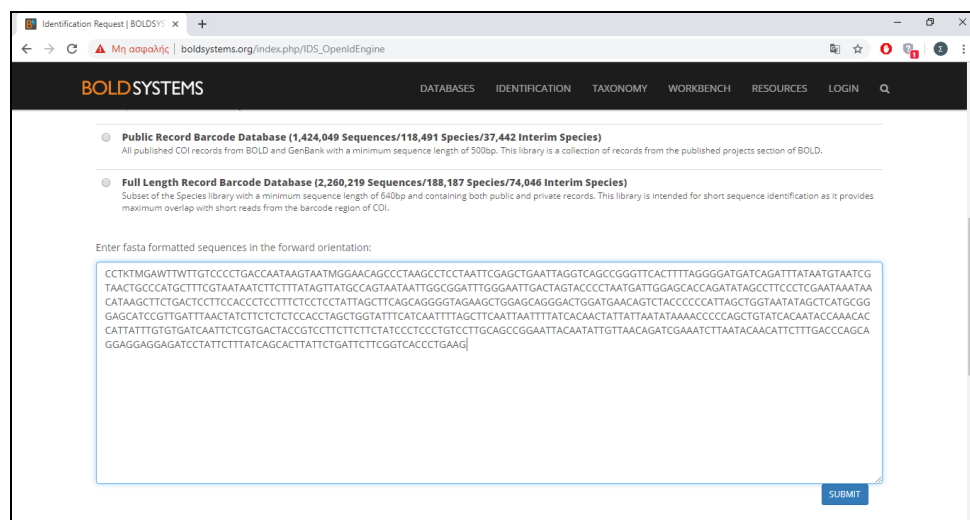 Identification Request | BOLDSYS
Μη ασφαλής | boldsystems.org/index.php/IDS_OpenIdEngine
BOLDSYSTEMS DATABASES IDENTIFICATION TAXONOMY WORKBENCH RESOURCES LOGIN
Public Record Barcode Database (1,424,049 Sequences/118,491 Species/37,442 Interim Species)
All published COI records from BOLD and GenBank with a minimum sequence length of 500bp. This library is a collection of records from the published projects section of BOLD.
Full Length Record Barcode Database (2,260,219 Sequences/188,187 Species/74,046 Interim Species)
Subset of the Species library with a minimum sequence length of 640bp and containing both public and private records. This library is intended for short sequence identification as it provides
maximum overlap with short reads from the barcode region of COI.
Enter fasta formatted sequences in the forward orientation:
CCTKTMGAWTTWTTGTCCCCTGACCAATAAGTAATMGGAACAGCCCTAAGCCTCCTAATTCGAGCTGAATTAGGTCAGCCGGGTTCACTTTTAGGGGATGATCAGATTTATAATGTAATCG
TAACTGCCCATGCTTTCGTAATAATCTTCTTTATAGTTATGCCAGTAATAATTGGCGGATTTGGGAATTGACTAGTACCCCTAATGATTGGAGCACCAGATATAGCCTTCCCTCGAATAAATAA
CATAAGCTTCTGACTCCTTCCACCCTCCTTTCTCCTCCTATTAGCTTCAGCAGGGGTAGAAGCTGGAGCAGGGACTGGATGAACAGTCTACCCCCCATTAGCTGGTAATATAGCTCATGCGG
GAGCATCCGTTGATTTAACTATCTTCTCTCTCCACCTAGCTGGTATTTCATCAATTTTAGCTTCAATTAATTTTATCACAACTATTATTAATATAAAACCCCCAGCTGTATCACAATACCAAACAC
CATTATTTGTGTGATCAATTCTCGTGACTACCGTCCTTCTTCTTCTATCCCTCCCTGTCCTTGCAGCCGGAATTACAATATTGTTAACAGATCGAAATCTTAATACAACATTCTTTGACCCAGCA
GGAGGAGGAGATCCTATTCTTTATCAGCACTTATTCTGATTCTTCGGTCACCCTGAAG
SUBMIT